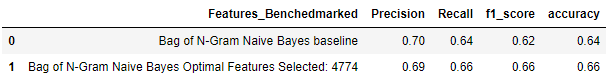 Features_Benchedmarked Precision Recall f1_score accuracy
0 Bag of N-Gram Naive Bayes baseline 0.70 0.64 0.62 0.64
1 Bag of N-Gram Naive Bayes Optimal Features Selected: 4774 0.69 0.66 0.66 0.66